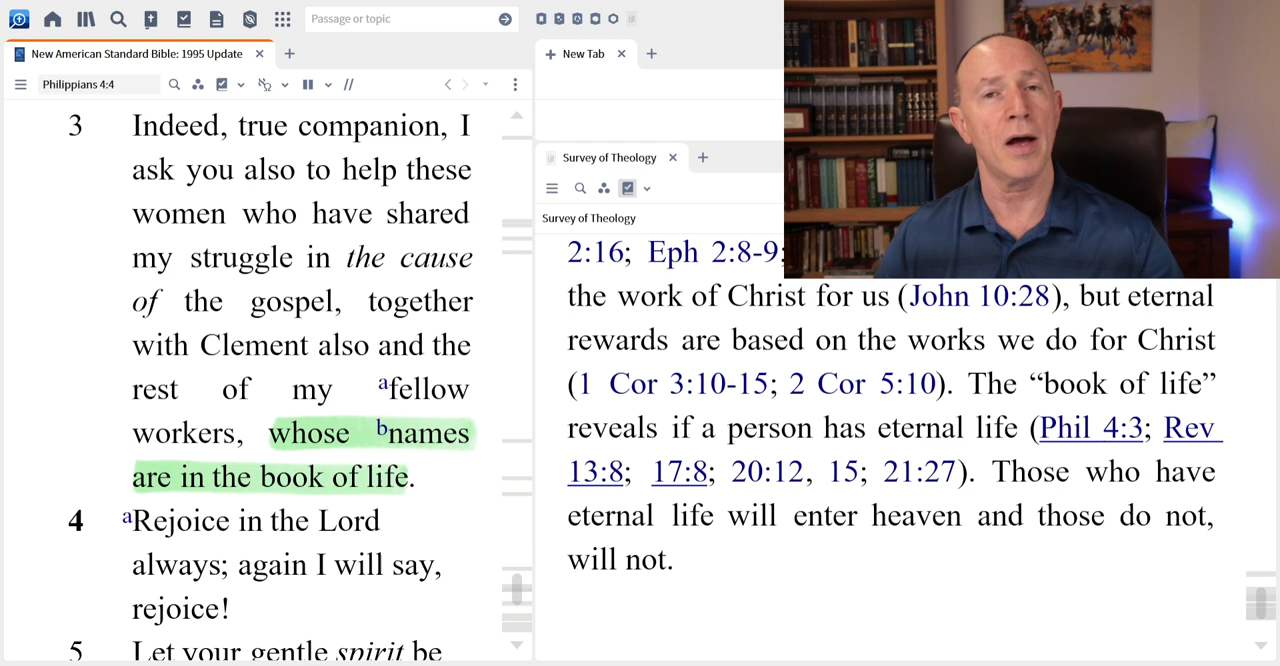 Passage or topic
New American Standard Bible: 1995 Update
New Tab
Philippians 4:4
3 Indeed, true companion, I
ask you also to help these
women who have shared
my struggle in the cause
of the gospel, together
with Clement also and the
rest of my afellow
workers, whose bnames
are in the book of life.
4 aRejoice in the Lord
always; again I will say,
rejoice!
5 Let your gentle spirit be
Survey of Theology
Survey of Theology
2:16; Eph 2:8-9;
the work of Christ for us (John 10:28), but eternal
rewards are based on the works we do for Christ
(1 Cor 3:10-15; 2 Cor 5:10). The “book of life”
reveals if a person has eternal life (Phil 4:3; Rev
13:8; 17:8; 20:12, 15; 21:27). Those who have
eternal life will enter heaven and those do not,
will not.